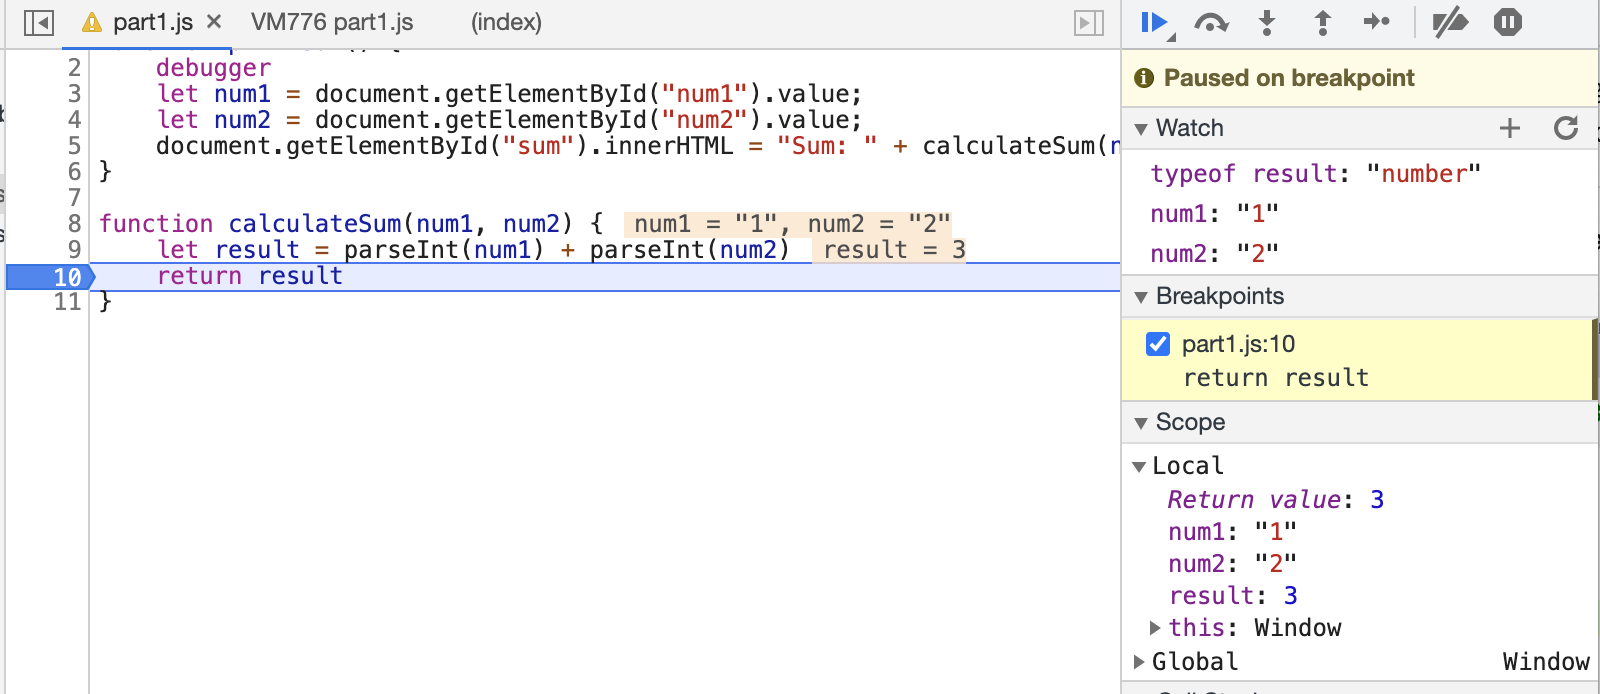 part1.js ×
VM776 part1.js
(index)
2 debugger
3 let num1 = document.getElementById("num1").value;
4 let num2 = document.getElementById("num2").value;
5 document.getElementById("sum").innerHTML = "Sum: " + calculateSum(n
6 }
7
8 function calculateSum(num1, num2) { num1 = "1", num2 = "2"
9 let result = parseInt(num1) + parseInt(num2) result = 3
10 return result
11 }
Paused on breakpoint
Watch
typeof result: "number"
num1: "1"
num2: "2"
Breakpoints
part1.js:10
return result
Scope
Local
Return value: 3
num1: "1"
num2: "2"
result: 3
this: Window
Global Window